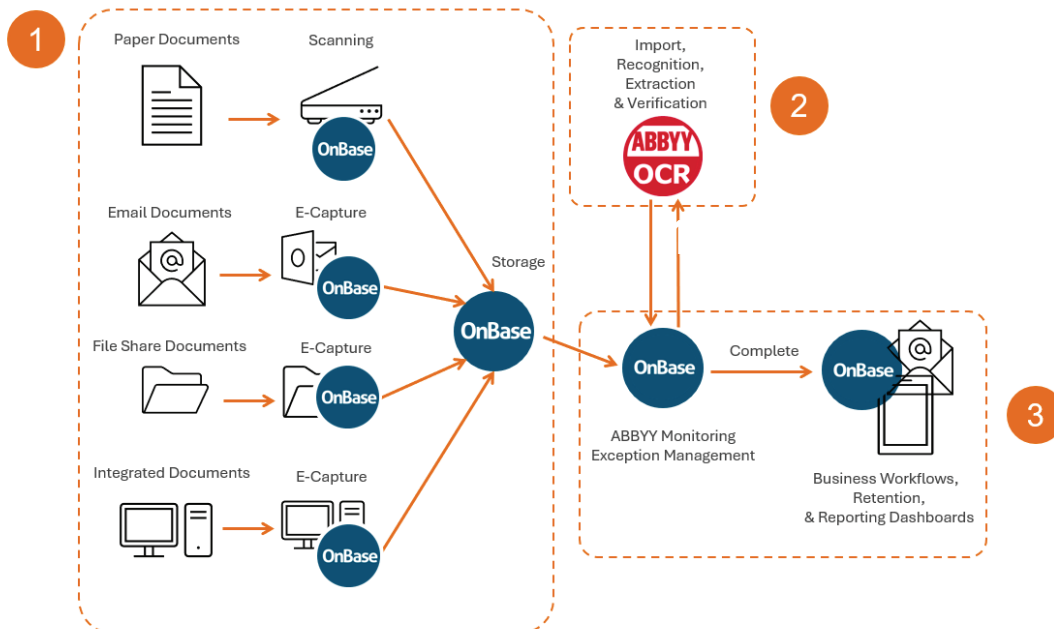 1
Paper Documents
Scanning
OnBase
Email Documents
E-Capture
@
OnBase
File Share Documents
E-Capture
OnBase
Integrated Documents
E-Capture
OnBase
Storage
OnBase
Import,
Recognition,
Extraction
& Verification
ABBYY
OCR
2
OnBase
ABBYY Monitoring
Exception Management
Complete
OnBase
@
Business Workflows,
Retention,
& Reporting Dashboards
3